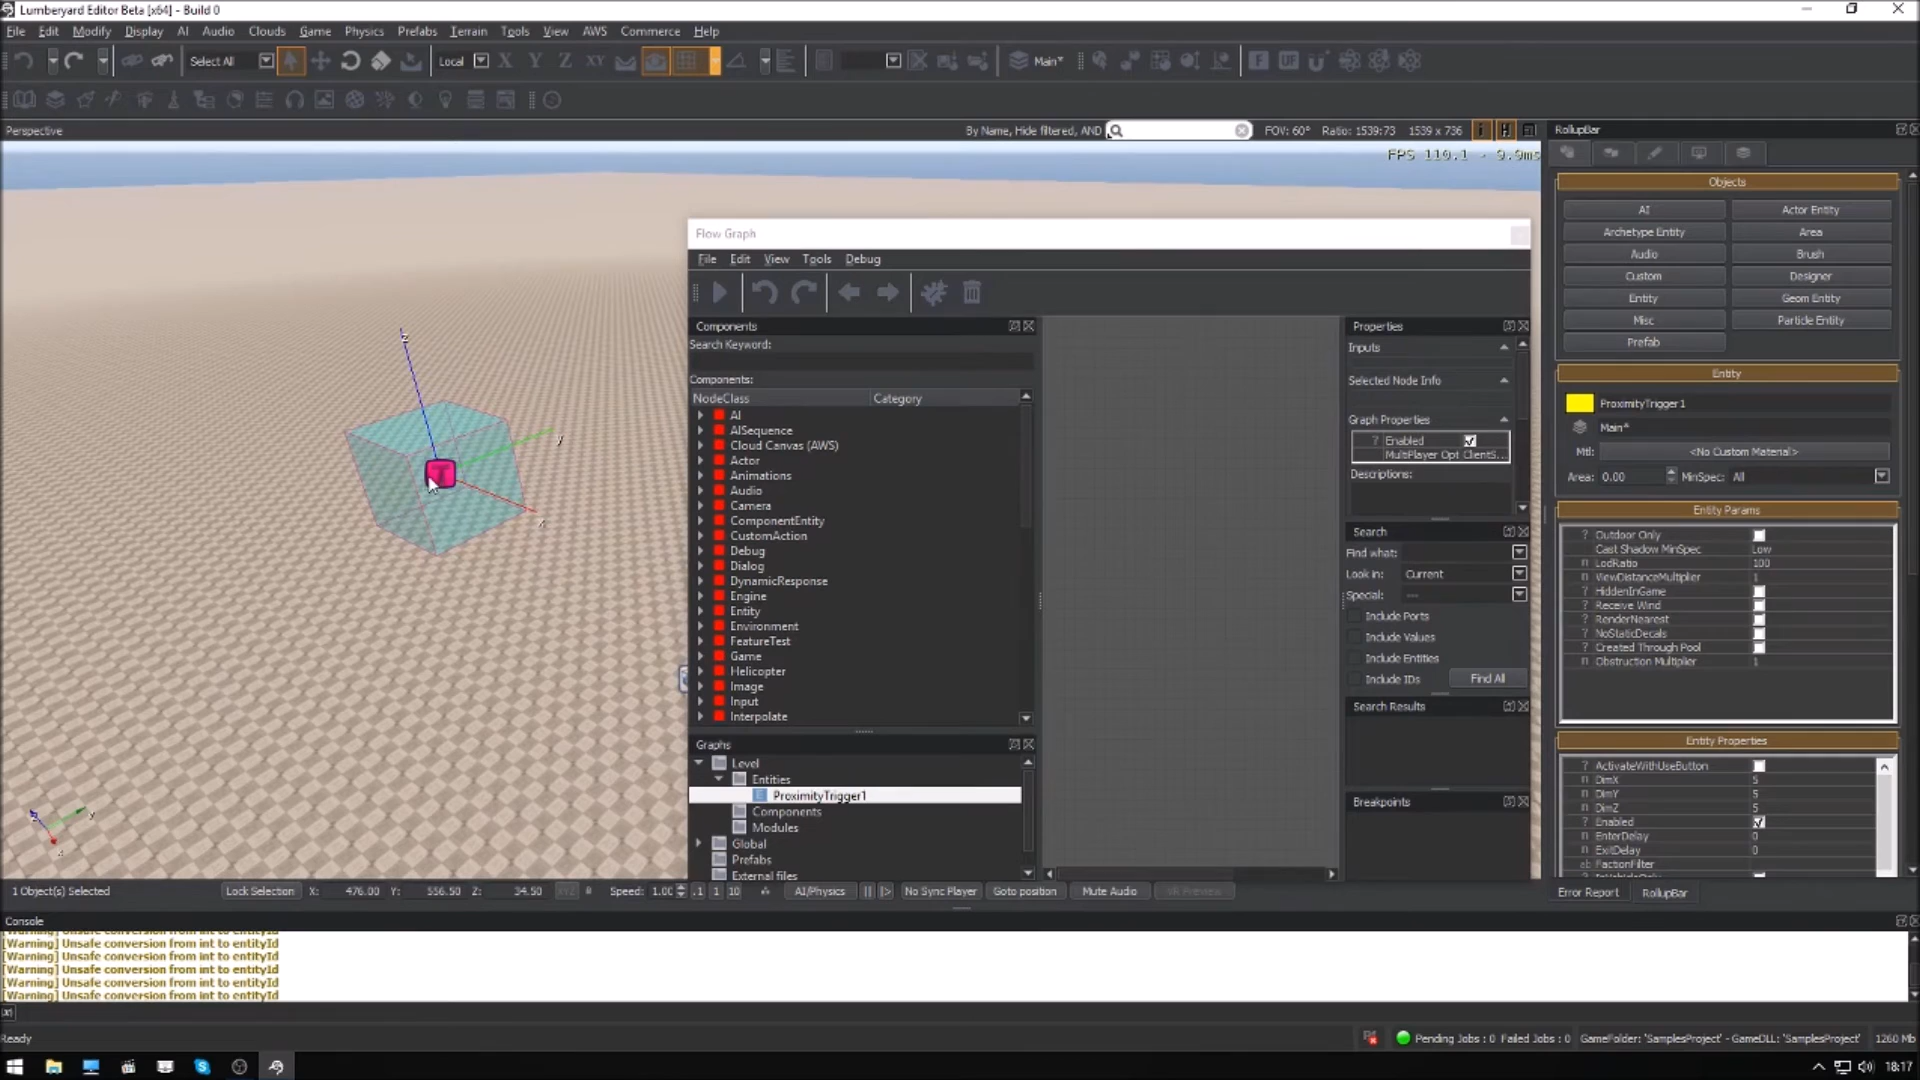 Lumberyard Editor Beta [x64] - Build 0
File Edit Modify Display AI Audio Clouds Game Physics Prefabs Terrain Tools View AWS Commerce Help
Select All Local X Y Z XY Main*
Perspective By Name, Hide filtered, AND FOV: 60° Ratio: 1539:73 1539 x 736
FPS 110.1 - 9.9ms
z
y
x
z
y
Flow Graph
File Edit View Tools Debug
Components
Search Keyword:
Components:
NodeClass Category
AI
AISequence
Cloud Canvas (AWS)
Actor
Animations
Audio
Camera
ComponentEntity
CustomAction
Debug
Dialog
DynamicResponse
Engine
Entity
Environment
FeatureTest
Game
Helicopter
Image
Input
Interpolate
Graphs
Level
Entities
ProximityTrigger1
Components
Modules
Global
Prefabs
External files
Properties
Inputs
Selected Node Info
Graph Properties
? Enabled
MultiPlayer Opt ClientS...
Descriptions:
Search
Find what:
Look in: Current
Special: ---
Include Ports
Include Values
Include Entities
Include IDs Find All
Search Results
Breakpoints
RollupBar
Objects
AI Actor Entity
Archetype Entity Area
Audio Brush
Custom Designer
Entity Geom Entity
Misc Particle Entity
Prefab
Entity
ProximityTrigger1
Main*
Mtl: <No Custom Material>
Area: 0.00 MinSpec: All
Entity Params
? Outdoor Only
Cast Shadow MinSpec Low
n LodRatio 100
n ViewDistanceMultiplier 1
? HiddenInGame
? Receive Wind
? RenderNearest
? NoStaticDecals
? Created Through Pool
n Obstruction Multiplier 1
Entity Properties
? ActivateWithUseButton
n DimX 5
n DimY 5
n DimZ 5
? Enabled
n EnterDelay 0
n ExitDelay 0
ab FactionFilter
Error Report RollupBar
1 Object(s) Selected Lock Selection X: 476.00 Y: 556.50 Z: 34.50 XYZ Speed: 1.00 .1 1 10 AI/Physics No Sync Player Goto position Mute Audio VR Preview
Console
[Warning] Unsafe conversion from int to entityId
[Warning] Unsafe conversion from int to entityId
[Warning] Unsafe conversion from int to entityId
[Warning] Unsafe conversion from int to entityId
[Warning] Unsafe conversion from int to entityId
Ready Pending Jobs : 0 Failed Jobs : 0 GameFolder: 'SamplesProject' - GameDLL: 'SamplesProject' 1260 Mb
18:17